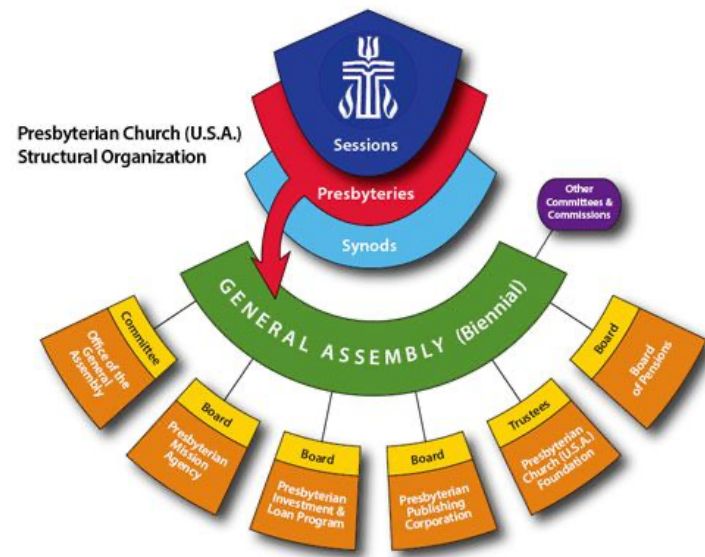 Presbyterian Church (U.S.A.)
Structural Organization
Sessions
Presbyteries
Synods
Other
Committees &
Commissions
GENERAL ASSEMBLY (Biennial)
Committee
Office of the
General
Assembly
Board
Presbyterian
Mission
Agency
Board
Presbyterian
Investment &
Loan Program
Board
Presbyterian
Publishing
Corporation
Trustees
Presbyterian
Church (U.S.A.)
Foundation
Board
Board
of Pensions